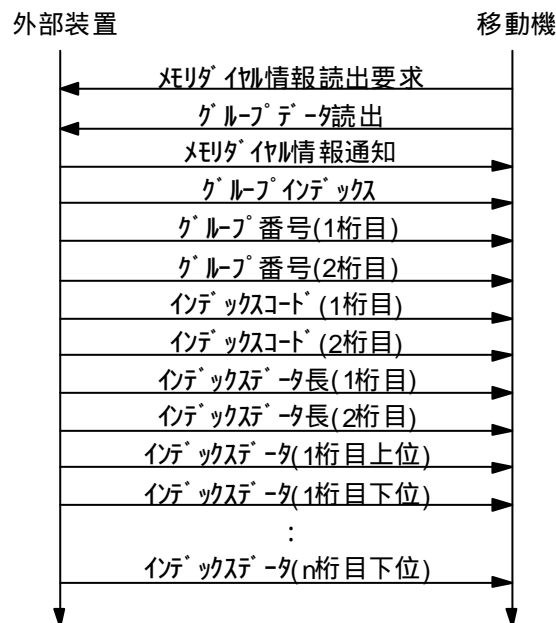 外部装置 移動機
ﾒﾓﾘﾀﾞｲﾔﾙ情報読出要求
ｸﾞﾙｰﾌﾟﾃﾞｰﾀ読出
ﾒﾓﾘﾀﾞｲﾔﾙ情報通知
ｸﾞﾙｰﾌﾟｲﾝﾃﾞｯｸｽ
ｸﾞﾙｰﾌﾟ番号(1桁目)
ｸﾞﾙｰﾌﾟ番号(2桁目)
ｲﾝﾃﾞｯｸｽｺｰﾄﾞ(1桁目)
ｲﾝﾃﾞｯｸｽｺｰﾄﾞ(2桁目)
ｲﾝﾃﾞｯｸｽﾃﾞｰﾀ長(1桁目)
ｲﾝﾃﾞｯｸｽﾃﾞｰﾀ長(2桁目)
ｲﾝﾃﾞｯｸｽﾃﾞｰﾀ(1桁目上位)
ｲﾝﾃﾞｯｸｽﾃﾞｰﾀ(1桁目下位)
:
ｲﾝﾃﾞｯｸｽﾃﾞｰﾀ(n桁目下位)